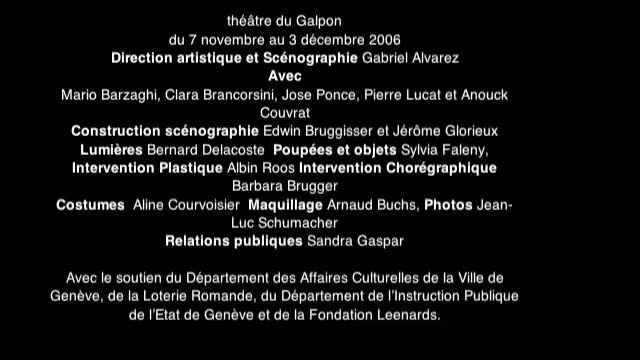 théâtre du Galpon
du 7 novembre au 3 décembre 2006
Direction artistique et Scénographie Gabriel Alvarez
Avec
Mario Barzaghi, Clara Brancorsini, Jose Ponce, Pierre Lucat et Anouck
Couvrat
Construction scénographie Edwin Bruggisser et Jérôme Glorieux
Lumières Bernard Delacoste  Poupées et objets Sylvia Faleny,
Intervention Plastique Albin Roos Intervention Chorégraphique
Barbara Brugger
Costumes  Aline Courvoisier  Maquillage Arnaud Buchs, Photos Jean-
Luc Schumacher
Relations publiques Sandra Gaspar
Avec le soutien du Département des Affaires Culturelles de la Ville de
Genève, de la Loterie Romande, du Département de l'Instruction Publique
de l'Etat de Genève et de la Fondation Leenards.